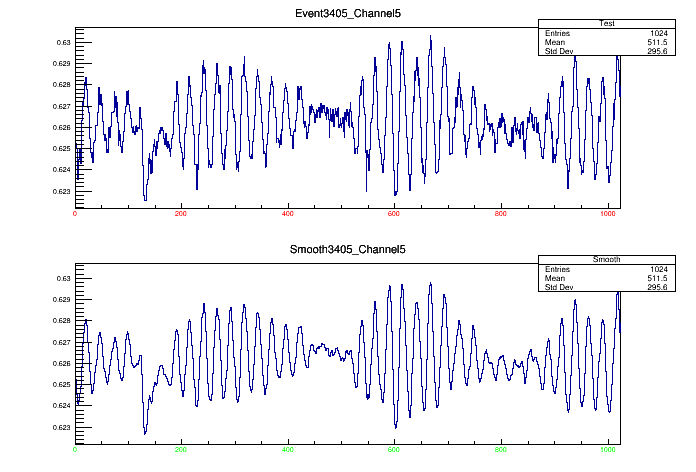 Event3405_Channel5
Test
Entries 1024
Mean 511.5
Std Dev 295.6
0.63
0.629
0.628
0.627
0.626
0.625
0.624
0.623
0 200 400 600 800 1000
Smooth3405_Channel5
Smooth
Entries 1024
Mean 511.5
Std Dev 295.6
0.63
0.629
0.628
0.627
0.626
0.625
0.624
0.623
0 200 400 600 800 1000